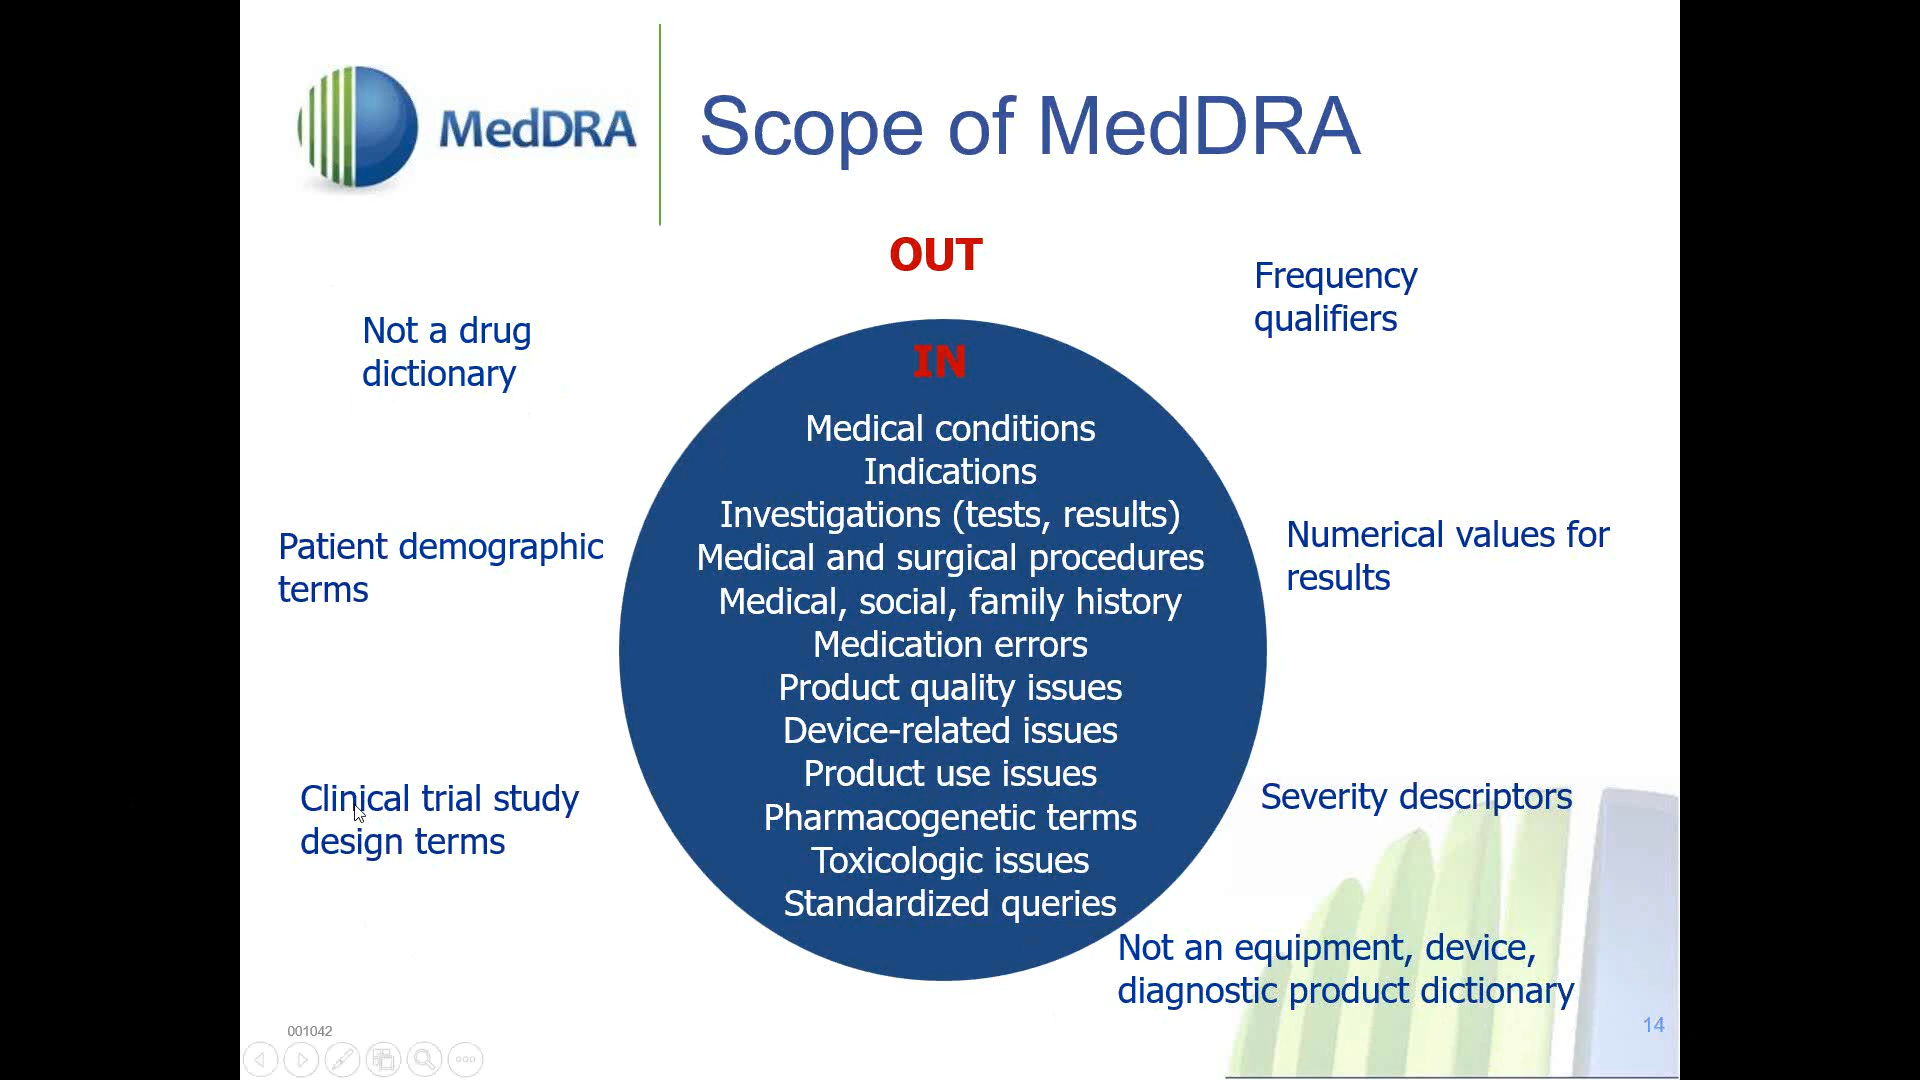 MedDRA
Scope of MedDRA
OUT
Not a drug
dictionary
Frequency
qualifiers
IN
Medical conditions
Indications
Investigations (tests, results)
Medical and surgical procedures
Medical, social, family history
Medication errors
Product quality issues
Device-related issues
Product use issues
Pharmacogenetic terms
Toxicologic issues
Standardized queries
Patient demographic
terms
Numerical values for
results
Clinical trial study
design terms
Severity descriptors
Not an equipment, device,
diagnostic product dictionary
001042
14